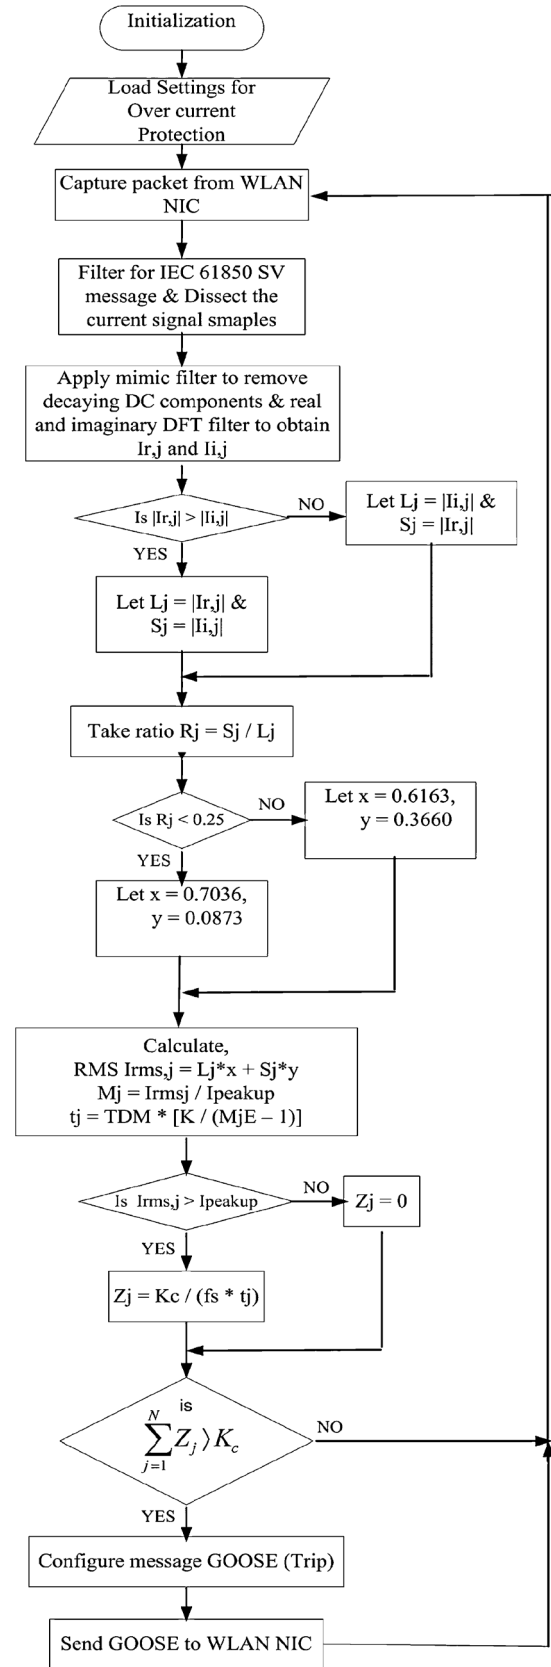 Initialization
Load Settings for
Over current
Protection
Capture packet from WLAN
NIC
Filter for IEC 61850 SV
message & Dissect the
current signal smaples
Apply mimic filter to remove
decaying DC components & real
and imaginary DFT filter to obtain
Ir,j and Ii,j
Is |Ir,j| > |Ii,j|
NO
Let Lj = |Ii,j| &
Sj = |Ir,j|
YES
Let Lj = |Ir,j| &
Sj = |Ii,j|
Take ratio Rj = Sj / Lj
Is Rj < 0.25
NO
Let x = 0.6163,
y = 0.3660
YES
Let x = 0.7036,
y = 0.0873
Calculate,
RMS Irms,j = Lj*x + Sj*y
Mj = Irmsj / Ipeakup
tj = TDM * [K / (MjE – 1)]
Is Irms,j > Ipeakup
NO
Zj = 0
YES
Zj = Kc / (fs * tj)
is
\sum_{j=1}^{N} Z_j 〉K_c
NO
YES
Configure message GOOSE (Trip)
Send GOOSE to WLAN NIC